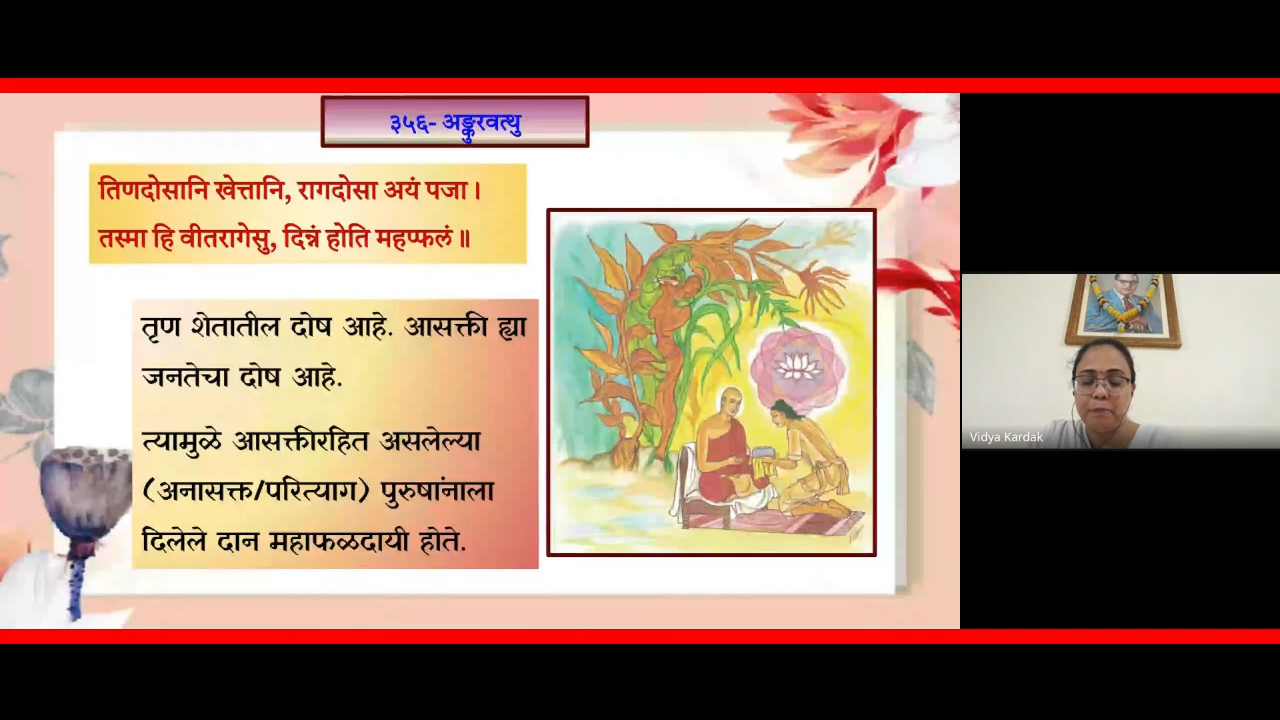 ३५६- अङ्कुरवत्थु
तिणदोसानि खेत्तानि, रागदोसा अयं पजा ।
तस्मा हि वीतरागेसु, दिन्नं होति महप्फलं ॥
तृण शेतातील दोष आहे. आसक्ती ह्या
जनतेचा दोष आहे.
त्यामुळे आसक्तीरहित असलेल्या
(अनासक्त/परित्याग) पुरुषांनाला
दिलेले दान महाफळदायी होते.
Vidya Kardak